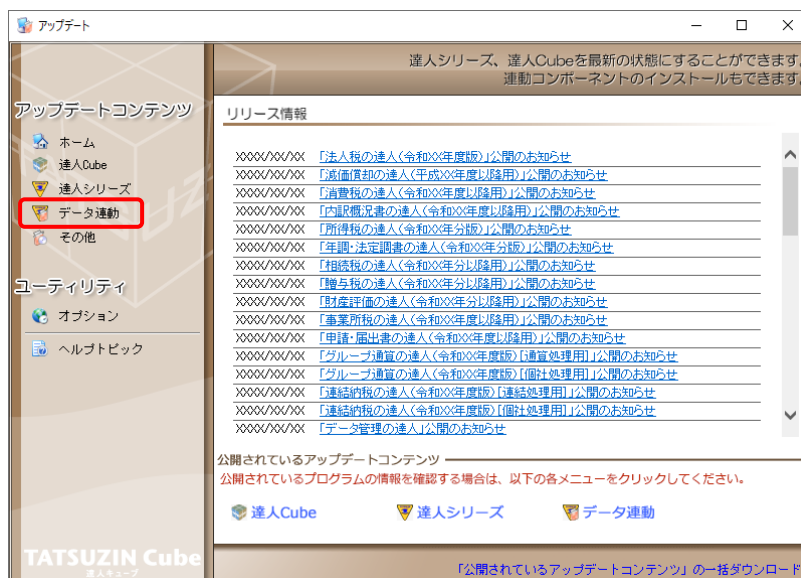 アップデート
達人シリーズ、達人Cubeを最新の状態にすることができます。
連動コンポーネントのインストールもできます。
アップデートコンテンツ
ホーム
達人Cube
達人シリーズ
データ連動
その他
ユーティリティ
オプション
ヘルプトピック
リリース情報
XXXX/XX/XX 「法人税の達人(令和XX年度版)」公開のお知らせ
XXXX/XX/XX 「減価償却の達人(平成XX年度以降用)」公開のお知らせ
XXXX/XX/XX 「消費税の達人(令和XX年度以降用)」公開のお知らせ
XXXX/XX/XX 「内訳概況書の達人(令和XX年度以降用)」公開のお知らせ
XXXX/XX/XX 「所得税の達人(令和XX年分版)」公開のお知らせ
XXXX/XX/XX 「年調・法定調書の達人(令和XX年分版)」公開のお知らせ
XXXX/XX/XX 「相続税の達人(令和XX年分以降用)」公開のお知らせ
XXXX/XX/XX 「贈与税の達人(令和XX年分以降用)」公開のお知らせ
XXXX/XX/XX 「財産評価の達人(令和XX年分以降用)」公開のお知らせ
XXXX/XX/XX 「事業所税の達人(令和XX年度以降用)」公開のお知らせ
XXXX/XX/XX 「申請・届出書の達人(令和XX年度以降用)」公開のお知らせ
XXXX/XX/XX 「グループ通算の達人(令和XX年度版)[通算処理用]」公開のお知らせ
XXXX/XX/XX 「グループ通算の達人(令和XX年度版)[個社処理用]」公開のお知らせ
XXXX/XX/XX 「連結納税の達人(令和XX年度版)[連結処理用]」公開のお知らせ
XXXX/XX/XX 「連結納税の達人(令和XX年度版)[個社処理用]」公開のお知らせ
XXXX/XX/XX 「データ管理の達人」公開のお知らせ
公開されているアップデートコンテンツ
公開されているプログラムの情報を確認する場合は、以下の各メニューをクリックしてください。
達人Cube 達人シリーズ データ連動
TATSUZIN Cube
達人キューブ
「公開されているアップデートコンテンツ」の一括ダウンロード